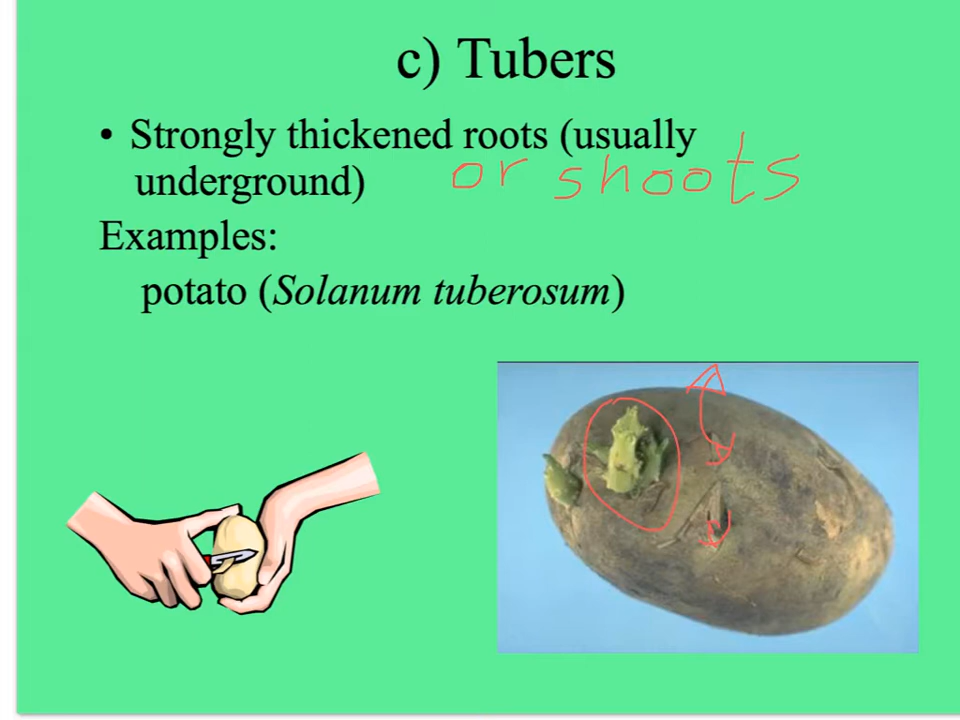 c) Tubers
• Strongly thickened roots (usually
underground) or shoots
Examples:
potato (Solanum tuberosum)